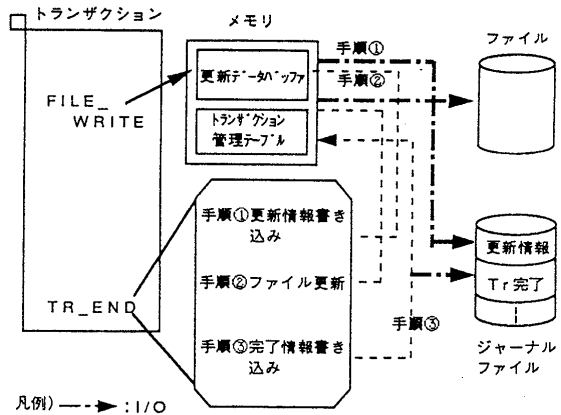 トランザクション
メモリ
ファイル
FILE_
WRITE
更新データバッファ
トランザクション
管理テーブル
手順①
手順②
手順①更新情報書き
込み
手順②ファイル更新
手順③完了情報書き
込み
TR_END
手順③
更新情報
Tr完了
ジャーナル
ファイル
凡例) :I/O